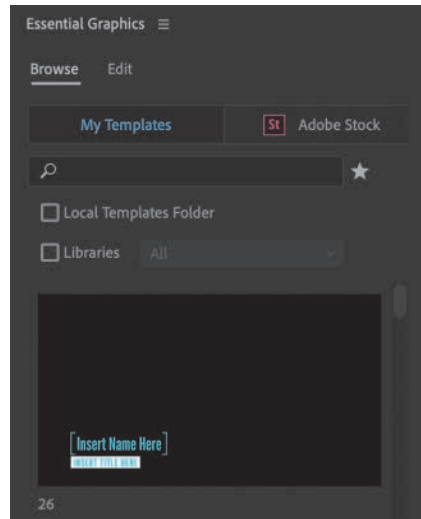 Essential Graphics
Browse Edit
My Templates St Adobe Stock
Local Templates Folder
Libraries All
[Insert Name Here]
INSERT TITLE HERE
26